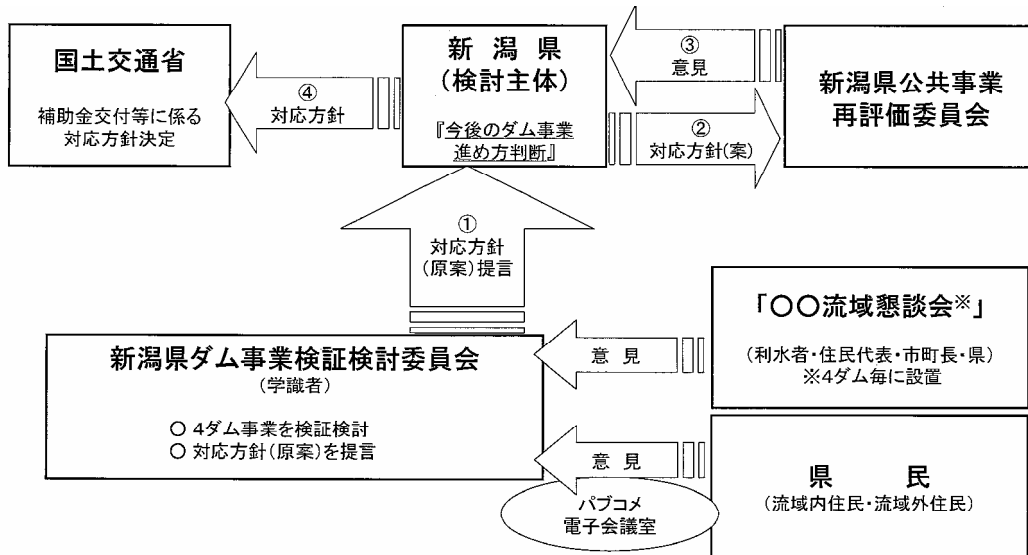 国土交通省
補助金交付等に係る
対応方針決定
④
対応方針
新潟県
(検討主体)
『今後のダム事業
進め方判断』
③
意見
②
対応方針(案)
新潟県公共事業
再評価委員会
①
対応方針
(原案)提言
新潟県ダム事業検証検討委員会
(学識者)
〇 4ダム事業を検証検討
〇 対応方針(原案)を提言
意見
「〇〇流域懇談会※」
(利水者・住民代表・市町長・県)
※4ダム毎に設置
意見
パブコメ
電子会議室
県民
(流域内住民・流域外住民)